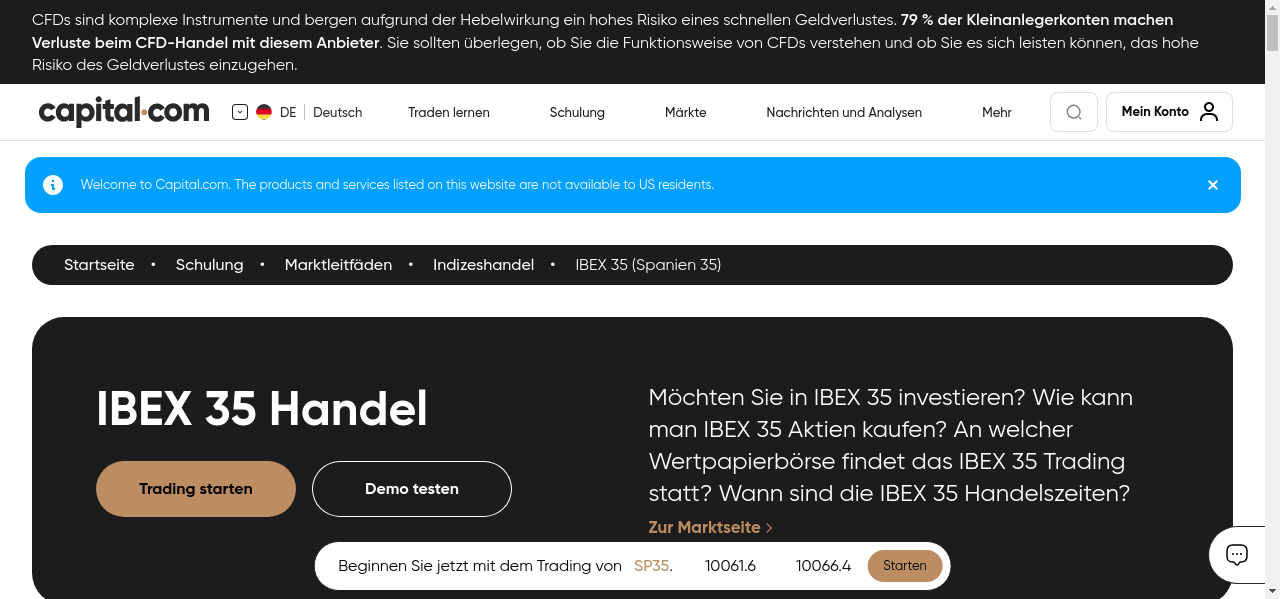 CFDs sind komplexe Instrumente und bergen aufgrund der Hebelwirkung ein hohes Risiko eines schnellen Geldverlustes. 79 % der Kleinanlegerkonten machen
Verluste beim CFD-Handel mit diesem Anbieter. Sie sollten überlegen, ob Sie die Funktionsweise von CFDs verstehen und ob Sie es sich leisten können, das hohe
Risiko des Geldverlustes einzugehen.
capital.com DE Deutsch Traden lernen Schulung Märkte Nachrichten und Analysen Mehr Mein Konto
Welcome to Capital.com. The products and services listed on this website are not available to US residents.
Startseite • Schulung • Marktleitfäden • Indizeshandel • IBEX 35 (Spanien 35)
IBEX 35 Handel
Trading starten Demo testen
Möchten Sie in IBEX 35 investieren? Wie kann
man IBEX 35 Aktien kaufen? An welcher
Wertpapierbörse findet das IBEX 35 Trading
statt? Wann sind die IBEX 35 Handelszeiten?
Zur Marktseite
Beginnen Sie jetzt mit dem Trading von SP35. 10061.6 10066.4 Starten